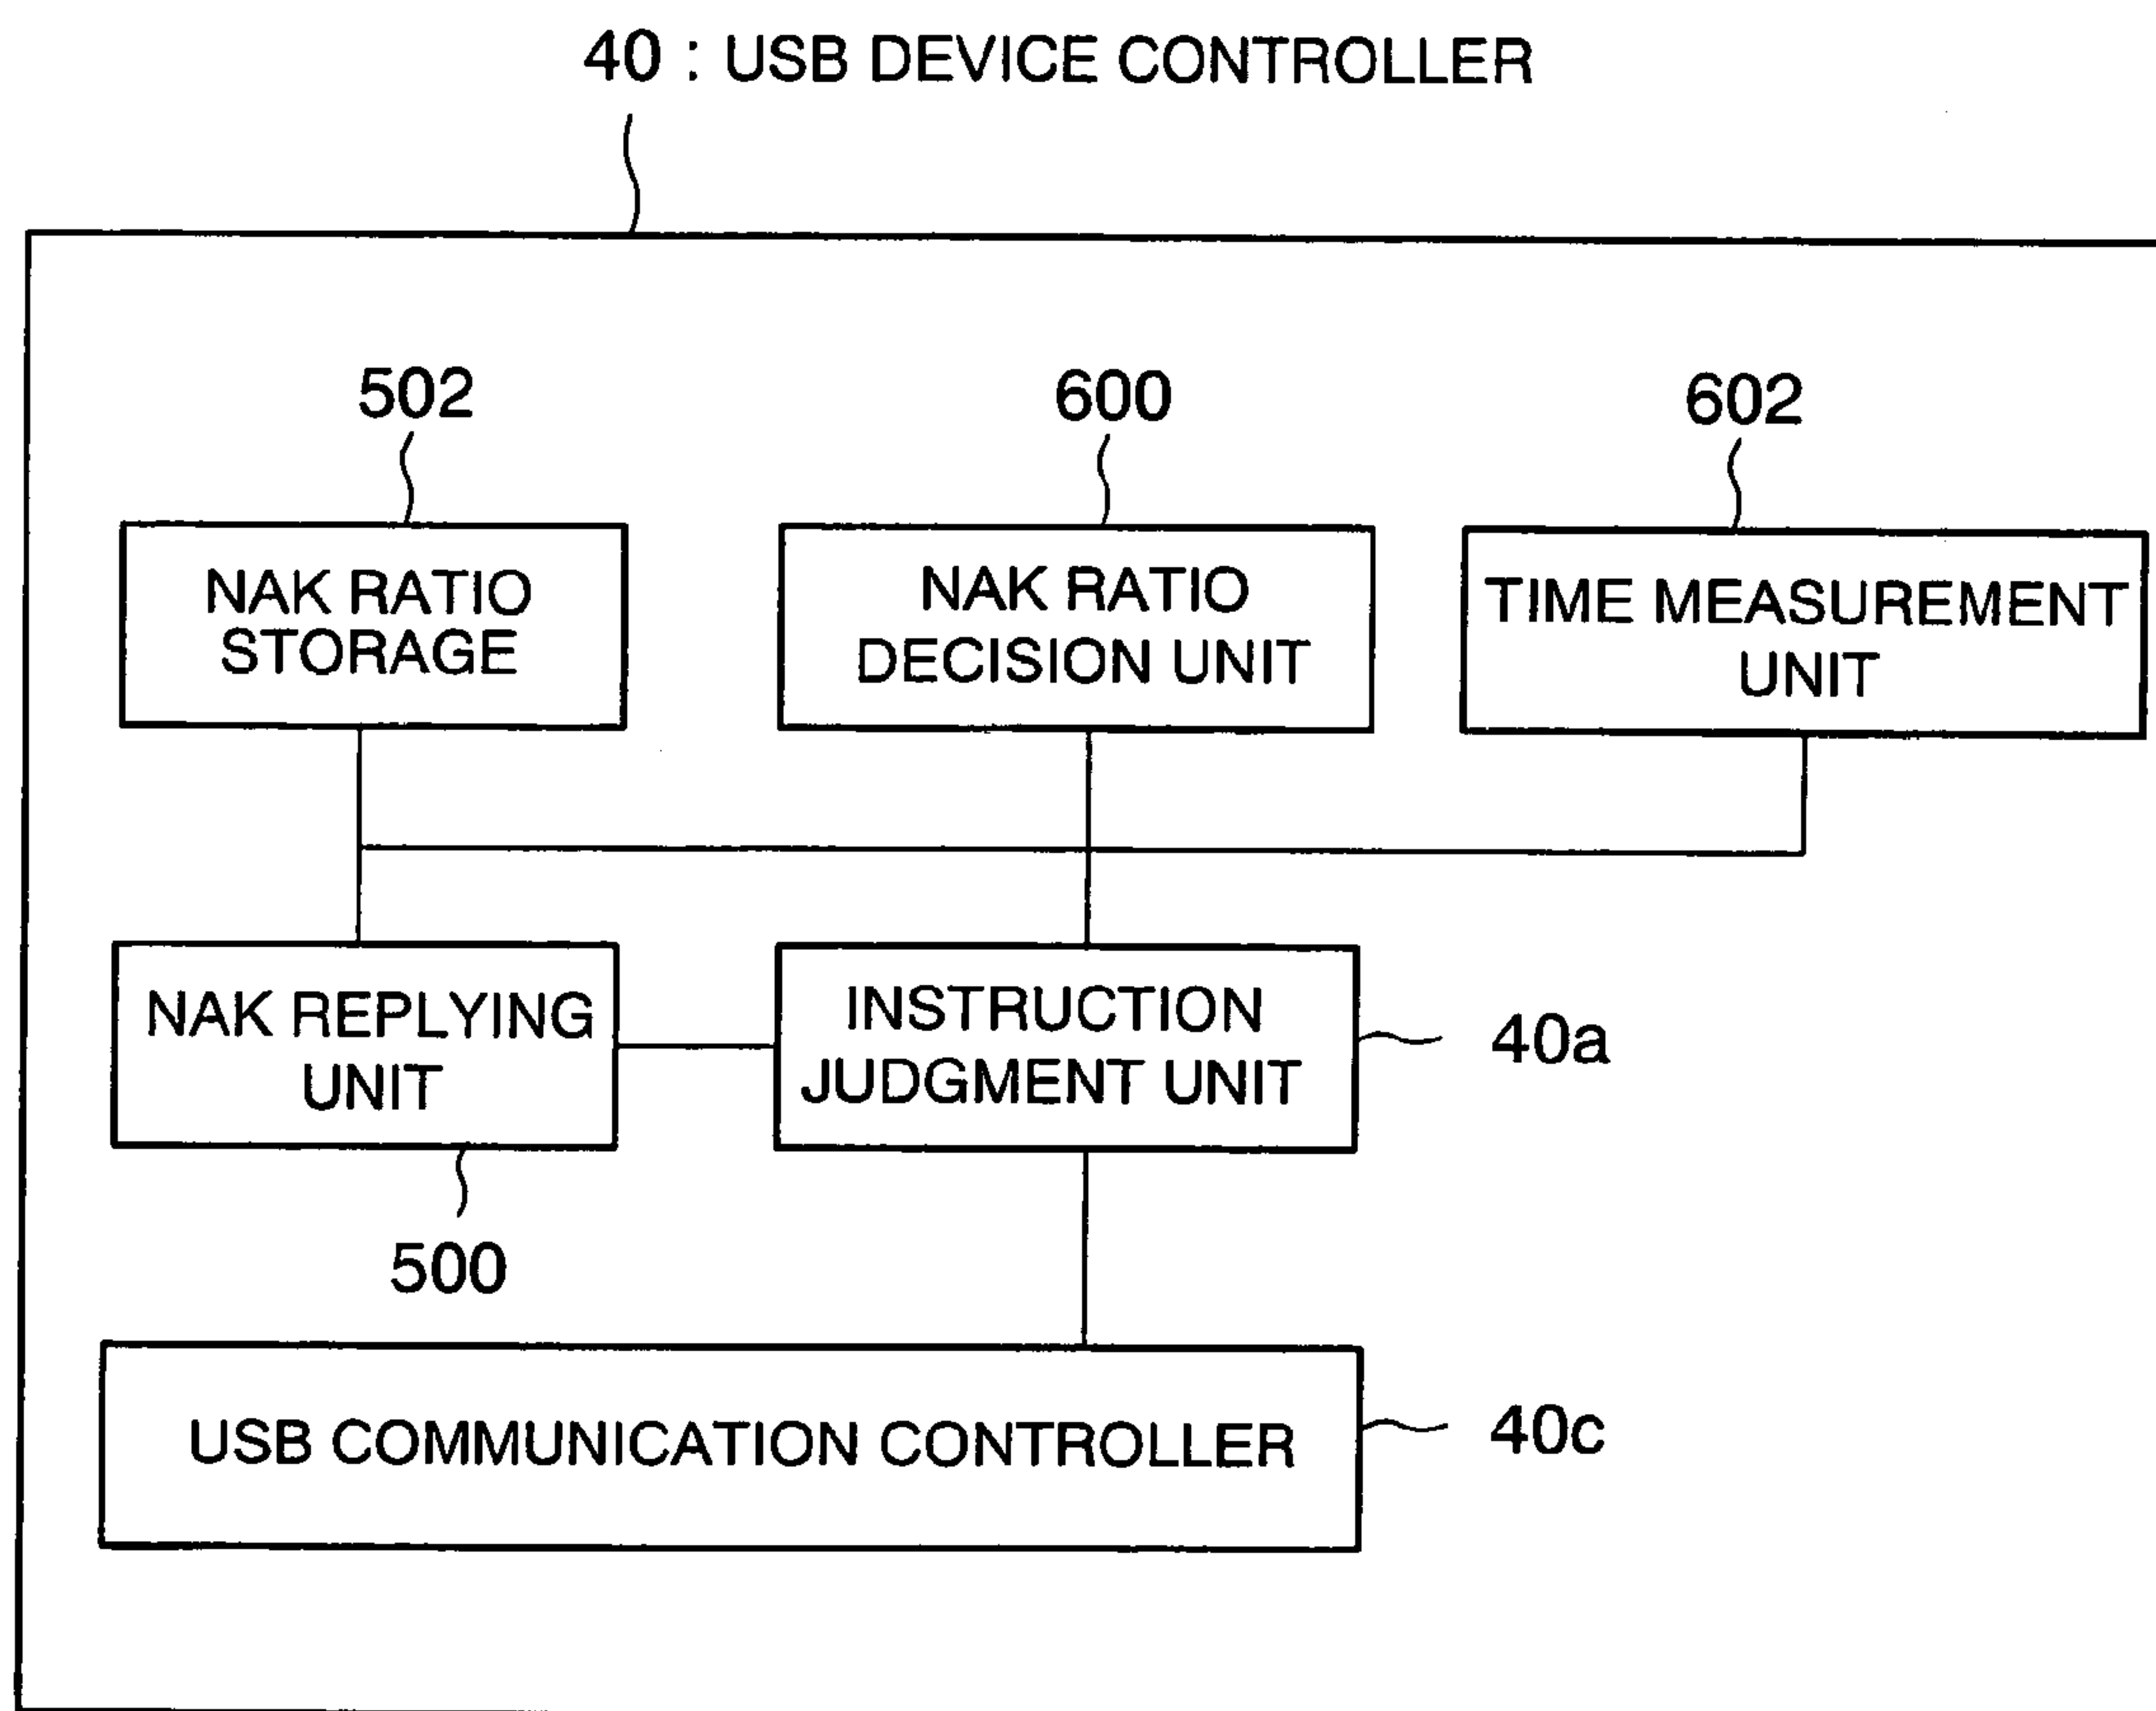 40 : USB DEVICE CONTROLLER
502
600
602
NAK RATIO
STORAGE
NAK RATIO
DECISION UNIT
TIME MEASUREMENT
UNIT
NAK REPLYING
UNIT
INSTRUCTION
JUDGMENT UNIT
40a
500
USB COMMUNICATION CONTROLLER
40c